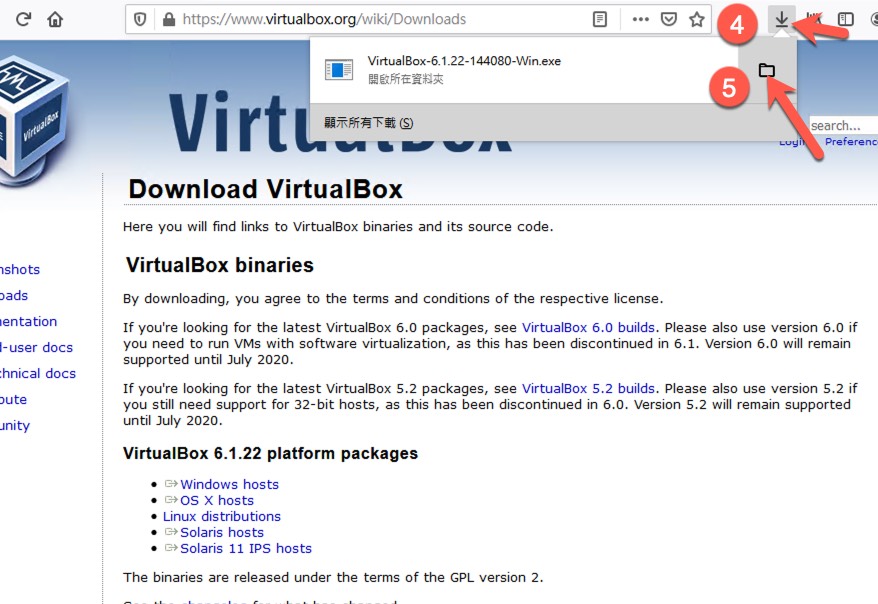 https://www.virtualbox.org/wiki/Downloads
4
VirtualBox-6.1.22-144080-Win.exe
開啟所在資料夾
5
顯示所有下載 (S)
VirtualBox
VirtualBox
search...
Login Preferenc
Download VirtualBox
Here you will find links to VirtualBox binaries and its source code.
VirtualBox binaries
nshots
oads
By downloading, you agree to the terms and conditions of the respective license.
mentation
If you're looking for the latest VirtualBox 6.0 packages, see VirtualBox 6.0 builds. Please also use version 6.0 if
l-user docs
you need to run VMs with software virtualization, as this has been discontinued in 6.1. Version 6.0 will remain
supported until July 2020.
chnical docs
If you're looking for the latest VirtualBox 5.2 packages, see VirtualBox 5.2 builds. Please also use version 5.2 if
bute
you still need support for 32-bit hosts, as this has been discontinued in 6.0. Version 5.2 will remain supported
until July 2020.
unity
VirtualBox 6.1.22 platform packages
Windows hosts
OS X hosts
Linux distributions
Solaris hosts
Solaris 11 IPS hosts
The binaries are released under the terms of the GPL version 2.
See the changelog for what has changed.